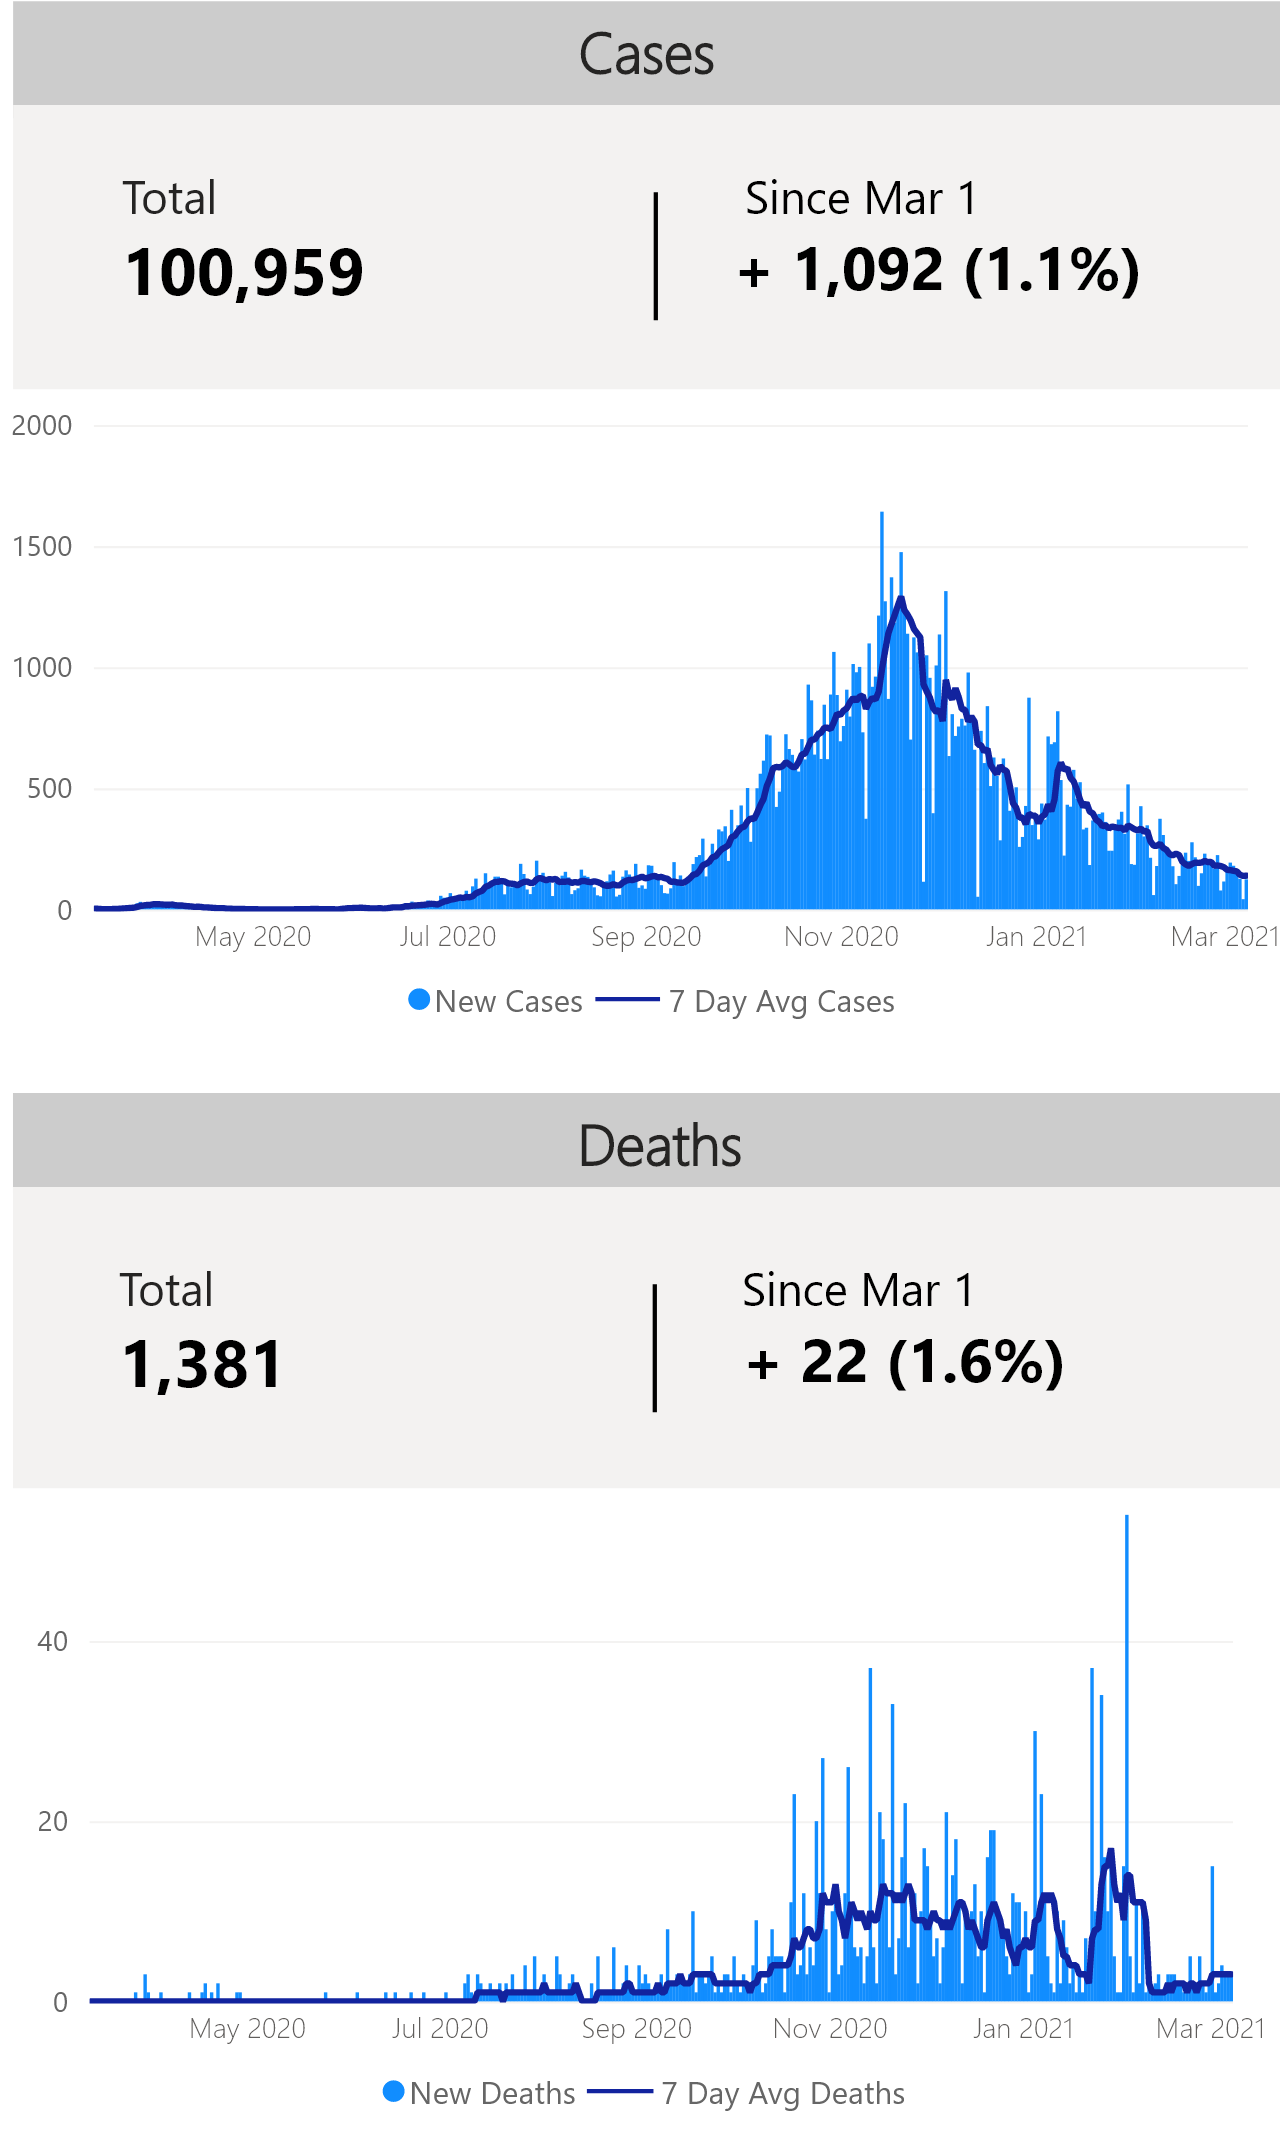 Cases
Total
Since Mar 1
100,959
+ 1,092 (1.1%)
2000
1500
1000
500
0
May 2020 Jul 2020 Sep 2020 Nov 2020 Jan 2021 Mar 2021
New Cases 7 Day Avg Cases
Deaths
Total
Since Mar 1
1,381
+ 22 (1.6%)
40
20
0
May 2020 Jul 2020 Sep 2020 Nov 2020 Jan 2021 Mar 2021
New Deaths 7 Day Avg Deaths